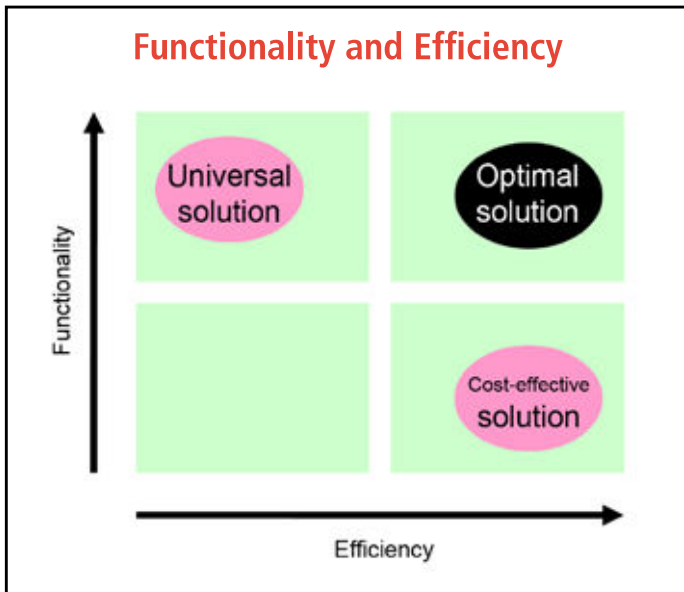 Functionality and Efficiency
Universal
solution
Optimal
solution
Functionality
Cost-effective
solution
Efficiency